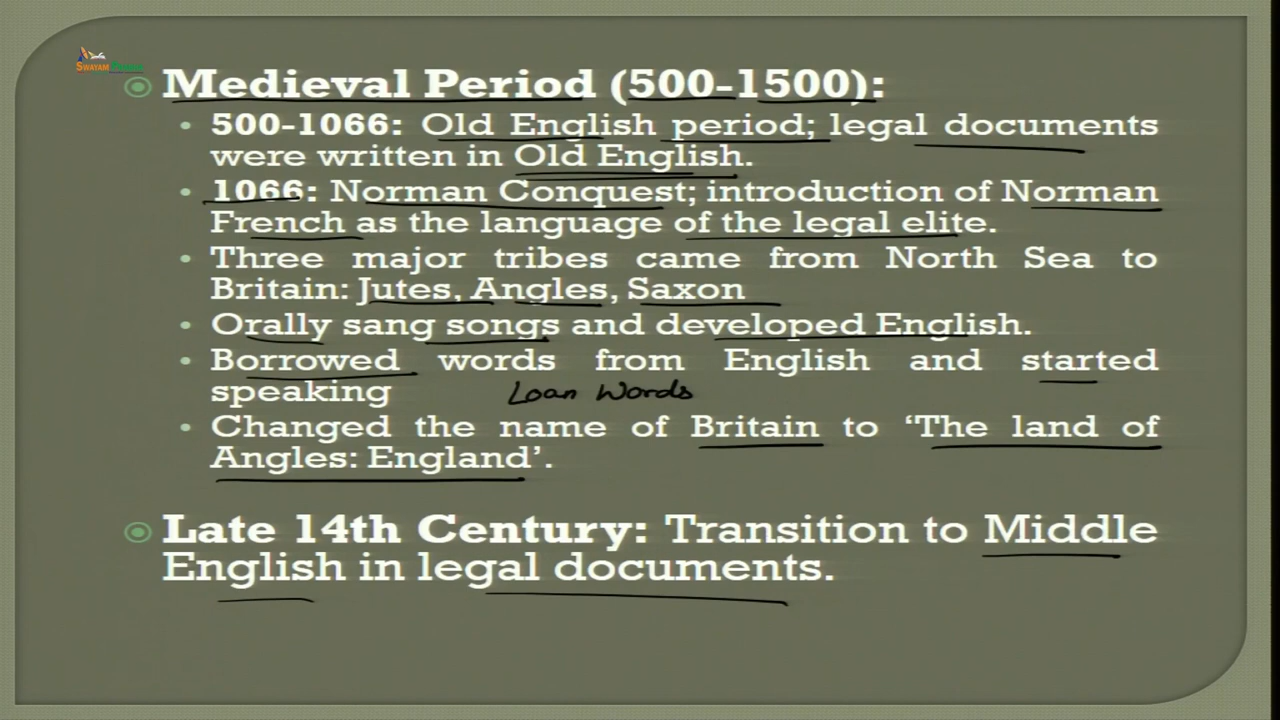 Medieval Period (500-1500):
500-1066: Old English period; legal documents
were written in Old English.
1066: Norman Conquest; introduction of Norman
French as the language of the legal elite.
Three major tribes came from North Sea to
Britain: Jutes, Angles, Saxon
Orally sang songs and developed English.
Borrowed words from English and started
speaking Loan Words
Changed the name of Britain to ‘The land of
Angles: England’.
Late 14th Century: Transition to Middle
English in legal documents.